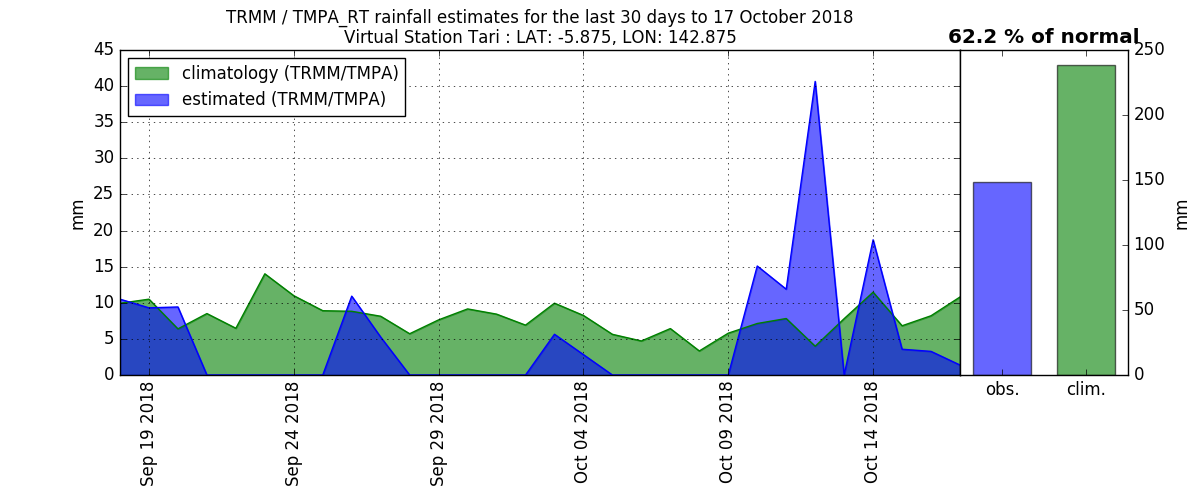 TRMM / TMPA_RT rainfall estimates for the last 30 days to 17 October 2018
Virtual Station Tari : LAT: -5.875, LON: 142.875
62.2 % of normal
climatology (TRMM/TMPA)
estimated (TRMM/TMPA)
mm
45
40
35
30
25
20
15
10
5
0
Sep 19 2018
Sep 24 2018
Sep 29 2018
Oct 04 2018
Oct 09 2018
Oct 14 2018
obs.
clim.
250
200
150
100
50
0
mm